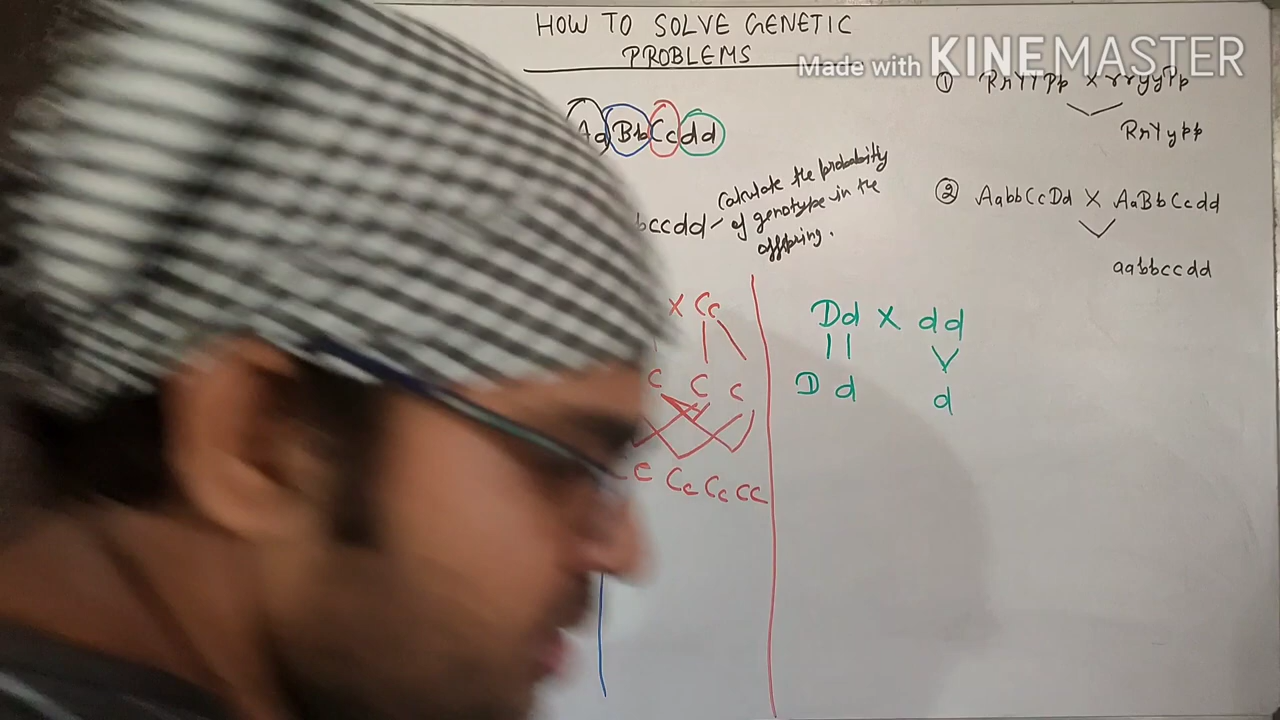 HOW TO SOLVE GENETIC
PROBLEMS
Made with KINEMASTER
AaBbCcdd
bccdd - Calculate the probability
of genotype in the
offspring.
① RrYYPp X rryyPp
RrYypp
② AabbCcDd X AaBbCcdd
aabbccdd
X Cc
c C c
C Cc Cc cc
Dd X dd
D d d